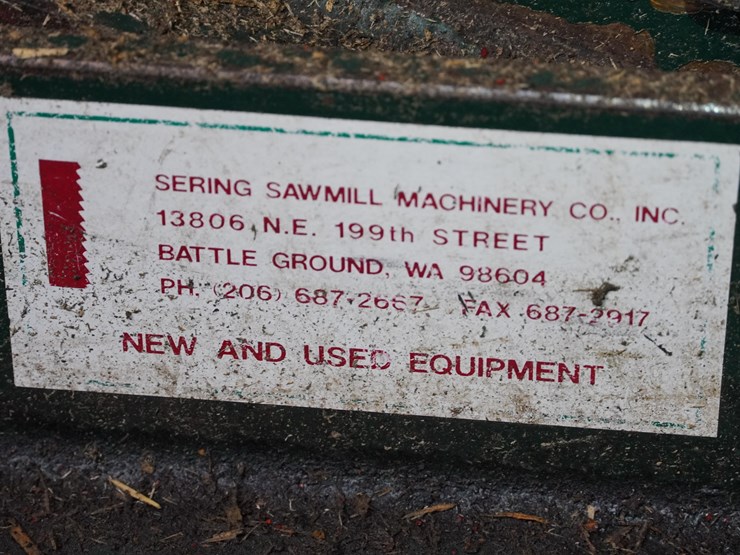 SERING SAWMILL MACHINERY CO., INC.
13806 N.E. 199th STREET
BATTLE GROUND, WA 98604
PH. (206) 687-2667 FAX 687-2917
NEW AND USED EQUIPMENT